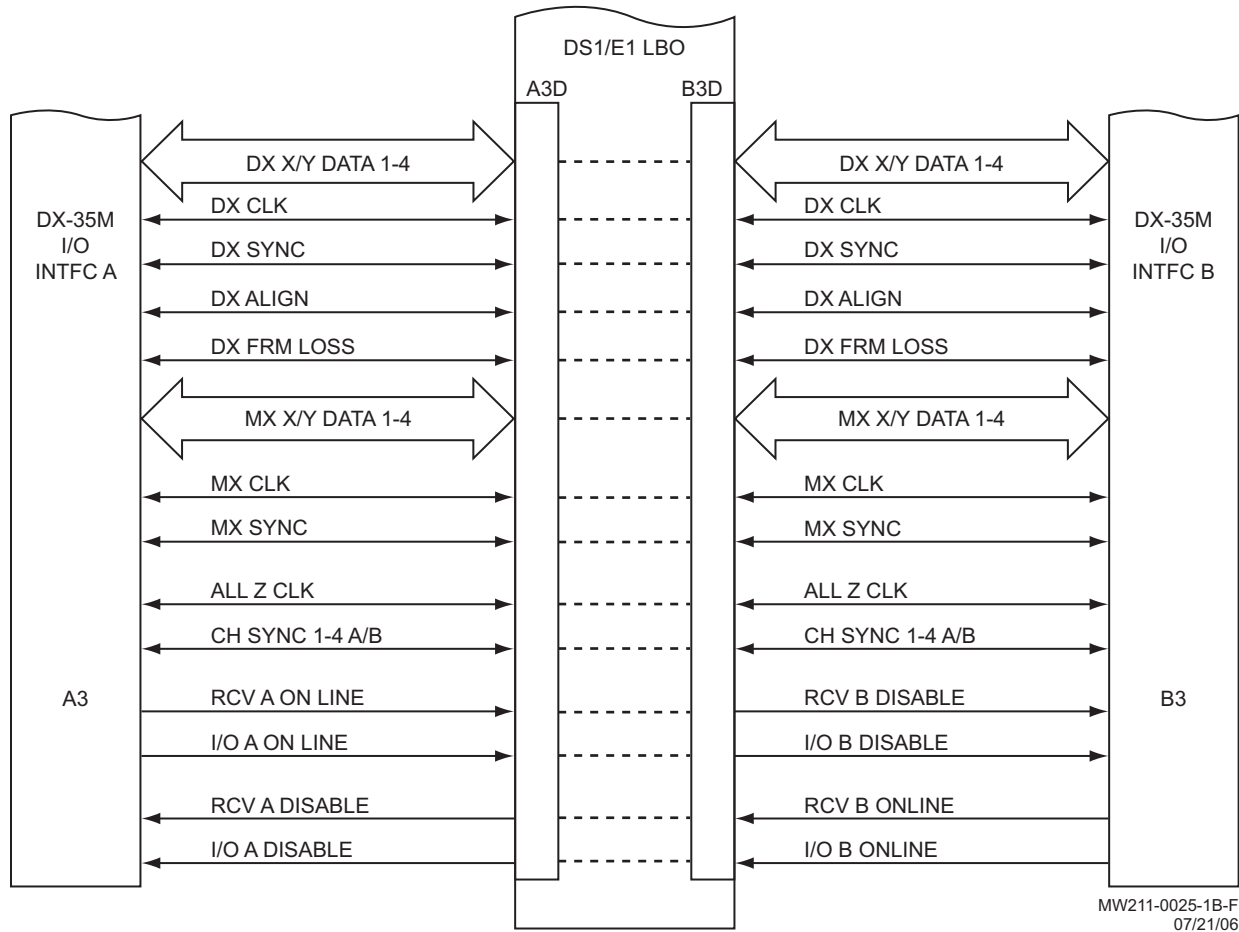 DS1/E1 LBO
A3D
B3D
DX X/Y DATA 1-4
DX X/Y DATA 1-4
DX-35M
I/O
INTFC A
DX CLK
DX CLK
DX-35M
I/O
INTFC B
DX SYNC
DX SYNC
DX ALIGN
DX ALIGN
DX FRM LOSS
DX FRM LOSS
MX X/Y DATA 1-4
MX X/Y DATA 1-4
MX CLK
MX CLK
MX SYNC
MX SYNC
ALL Z CLK
ALL Z CLK
CH SYNC 1-4 A/B
CH SYNC 1-4 A/B
A3
RCV A ON LINE
RCV B DISABLE
B3
I/O A ON LINE
I/O B DISABLE
RCV A DISABLE
RCV B ONLINE
I/O A DISABLE
I/O B ONLINE
MW211-0025-1B-F
07/21/06